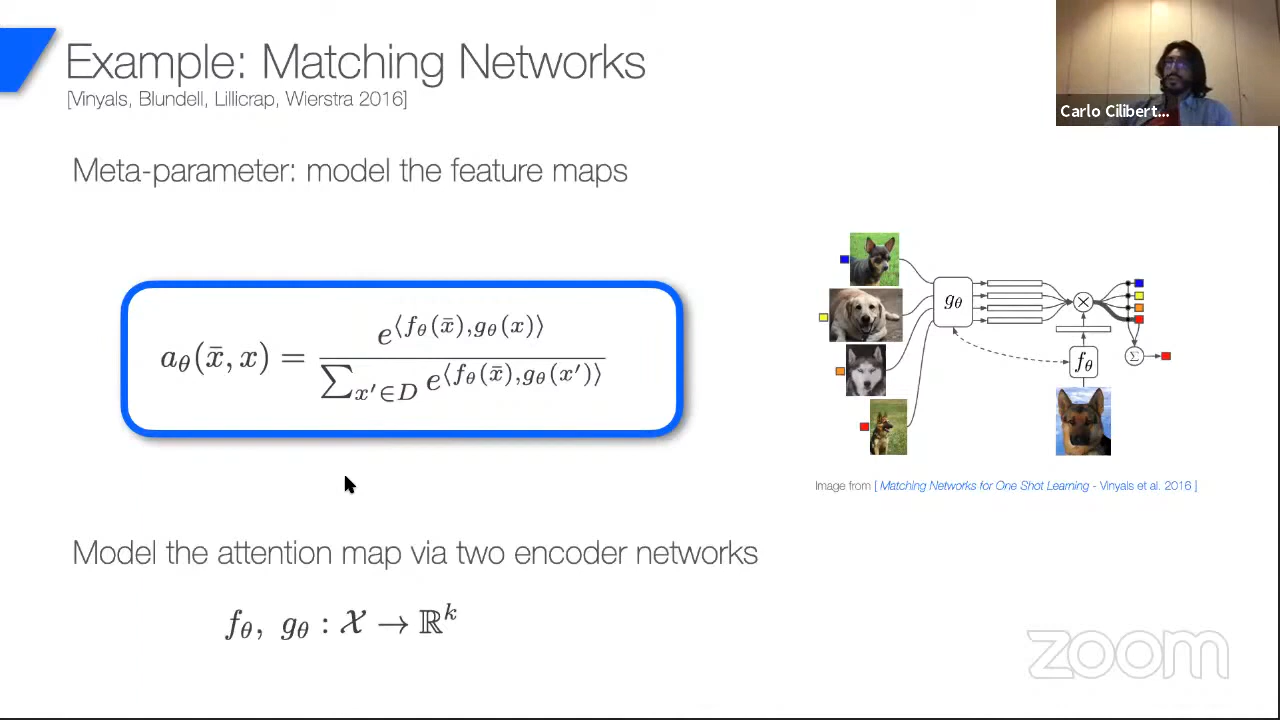 Example: Matching Networks
[Vinyals, Blundell, Lillicrap, Wierstra 2016]
Carlo Cilibert...
Meta-parameter: model the feature maps
a_θ(x̄, x) = e^{⟨f_θ(x̄),g_θ(x)⟩} / ∑_{x'∈D} e^{⟨f_θ(x̄),g_θ(x')⟩}
g_θ
f_θ
Σ
Image from [ Matching Networks for One Shot Learning - Vinyals et al. 2016 ]
Model the attention map via two encoder networks
f_θ, g_θ : 𝒳 → ℝ^k
zoom